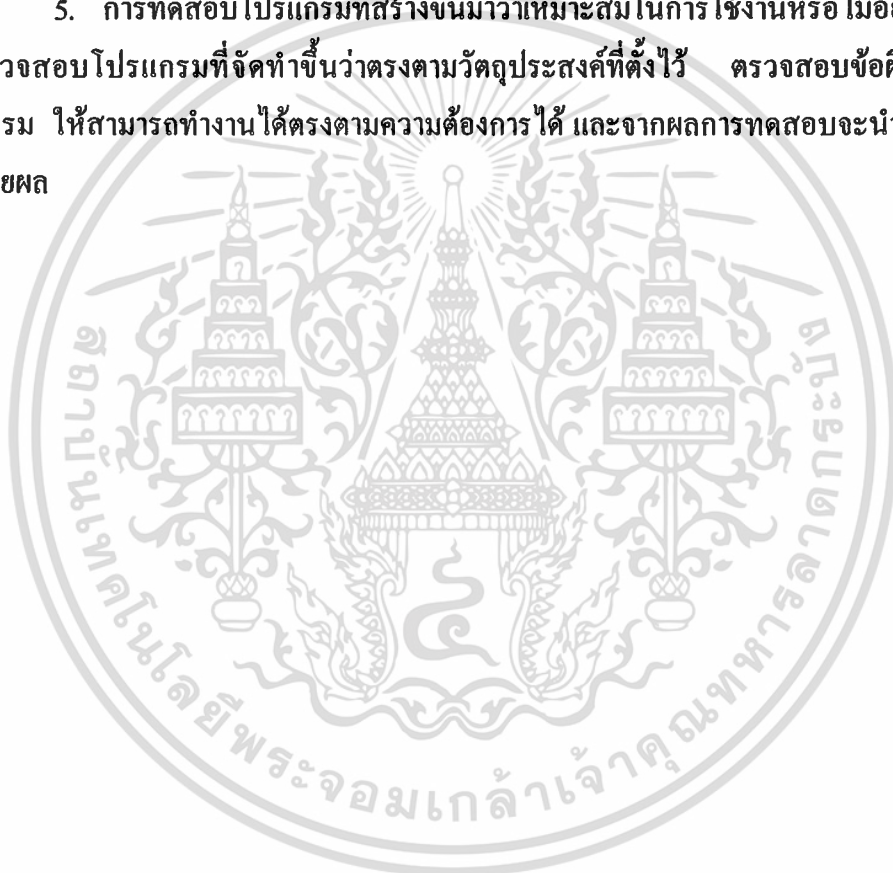 5. การทดสอบโปรแกรมที่สร้างขึ้นมาว่าเหมาะสมในการใช้งานหรือไม่
วจสอบโปรแกรมที่จัดทำขึ้นว่าตรงตามวัตถุประสงค์ที่ตั้งไว้ ตรวจสอบข้อ
รม ให้สามารถทำงานได้ตรงตามความต้องการได้ และจากผลการทดสอบจะนำ
ยผล
สถาบันเทคโนโลยีพระจอมเกล้าเจ้าคุณทหารลาดกระบัง